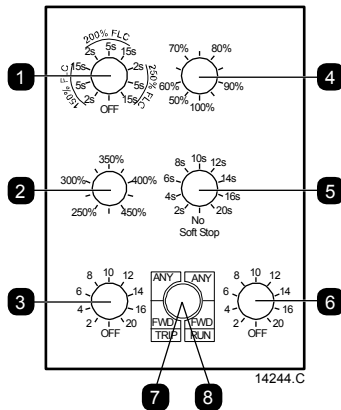 200% FLC
2s 5s 15s
150% FLC 15s 5s 2s
250% FLC 2s 5s 15s
OFF
1
70% 80%
60% 90%
50% 100%
4
350%
300% 400%
250% 450%
2
8s 10s 12s
6s 14s
4s 16s
2s 20s
No
Soft Stop
5
8 10 12
6 14
4 16
2 20
OFF
3
ANY ANY
FWD FWD
TRIP RUN
8 10 12
6 14
4 16
2 20
OFF
6
14244.C
7 8